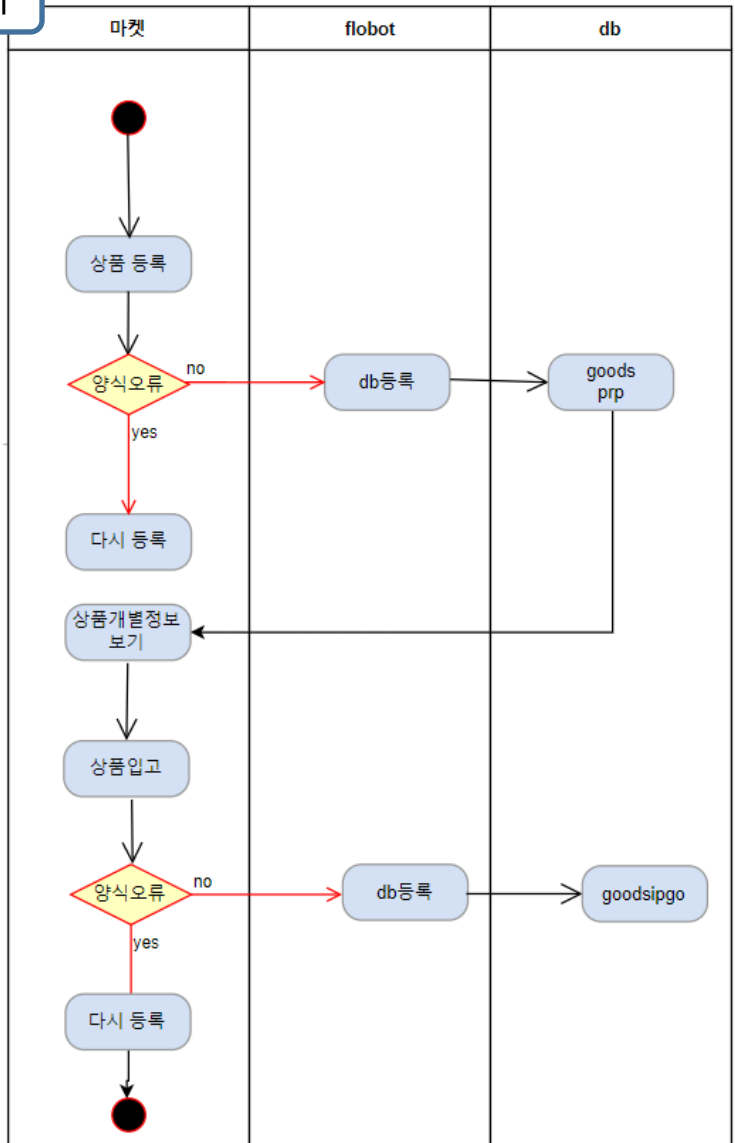 마켓
flobot
db
상품 등록
양식오류
no
db등록
goods
prp
yes
다시 등록
상품개별정보
보기
상품입고
양식오류
no
db등록
goodsipgo
yes
다시 등록